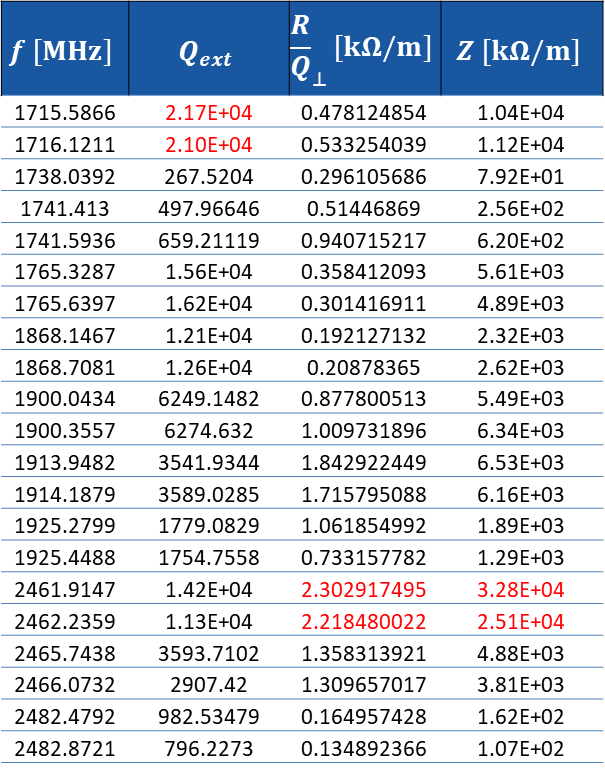 f [MHz] Q_ext R/Q_⊥ [kΩ/m] Z [kΩ/m]
1715.5866 2.17E+04 0.478124854 1.04E+04
1716.1211 2.10E+04 0.533254039 1.12E+04
1738.0392 267.5204 0.296105686 7.92E+01
1741.413 497.96646 0.51446869 2.56E+02
1741.5936 659.21119 0.940715217 6.20E+02
1765.3287 1.56E+04 0.358412093 5.61E+03
1765.6397 1.62E+04 0.301416911 4.89E+03
1868.1467 1.21E+04 0.192127132 2.32E+03
1868.7081 1.26E+04 0.20878365 2.62E+03
1900.0434 6249.1482 0.877800513 5.49E+03
1900.3557 6274.632 1.009731896 6.34E+03
1913.9482 3541.9344 1.842922449 6.53E+03
1914.1879 3589.0285 1.715795088 6.16E+03
1925.2799 1779.0829 1.061854992 1.89E+03
1925.4488 1754.7558 0.733157782 1.29E+03
2461.9147 1.42E+04 2.302917495 3.28E+04
2462.2359 1.13E+04 2.218480022 2.51E+04
2465.7438 3593.7102 1.358313921 4.88E+03
2466.0732 2907.42 1.309657017 3.81E+03
2482.4792 982.53479 0.164957428 1.62E+02
2482.8721 796.2273 0.134892366 1.07E+02